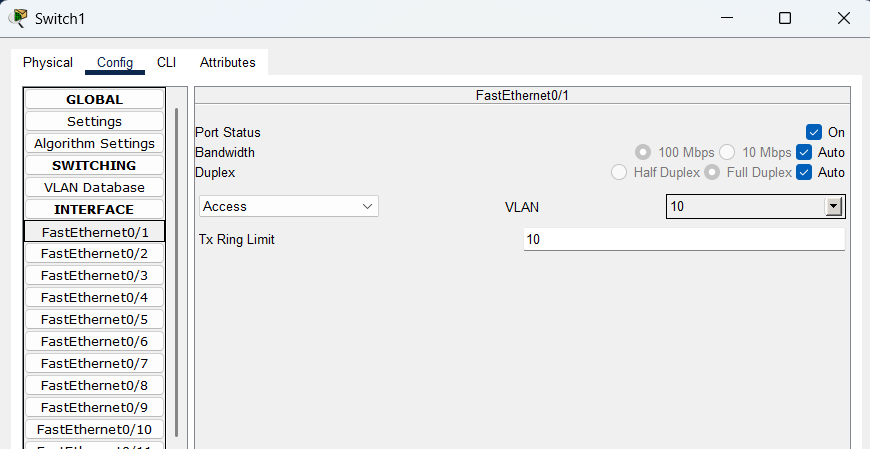 Switch1
Physical Config CLI Attributes
GLOBAL
Settings
Algorithm Settings
SWITCHING
VLAN Database
INTERFACE
FastEthernet0/1
FastEthernet0/2
FastEthernet0/3
FastEthernet0/4
FastEthernet0/5
FastEthernet0/6
FastEthernet0/7
FastEthernet0/8
FastEthernet0/9
FastEthernet0/10
FastEthernet0/11
FastEthernet0/1
Port Status On
Bandwidth 100 Mbps 10 Mbps Auto
Duplex Half Duplex Full Duplex Auto
Access VLAN 10
Tx Ring Limit 10